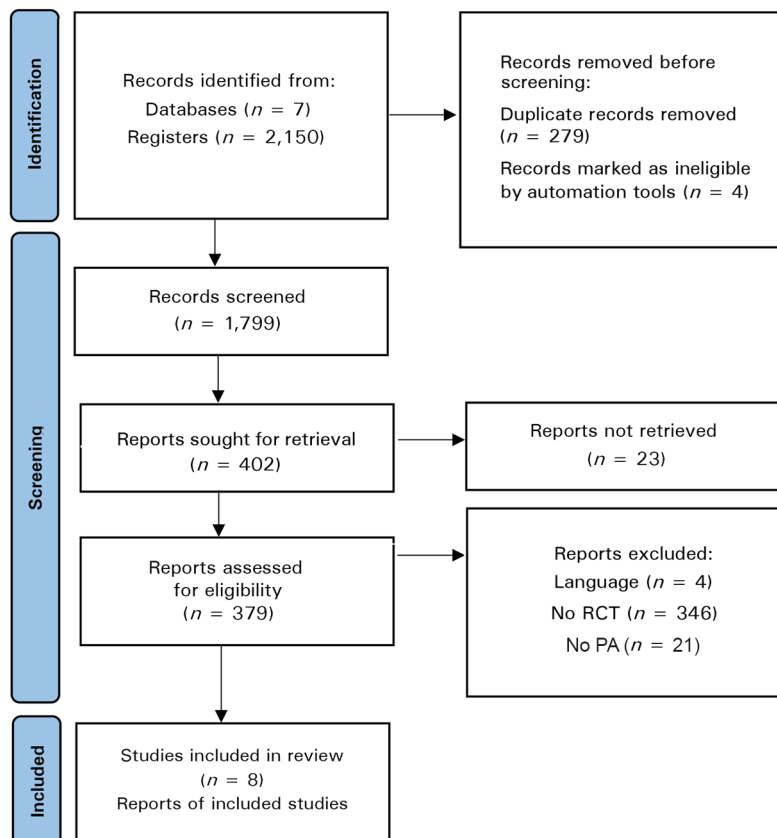 Identification
Records identified from:
Databases (n = 7)
Registers (n = 2,150)
Records removed before
screening:
Duplicate records removed
(n = 279)
Records marked as ineligible
by automation tools (n = 4)
Screening
Records screened
(n = 1,799)
Reports sought for retrieval
(n = 402)
Reports not retrieved
(n = 23)
Reports assessed
for eligibility
(n = 379)
Reports excluded:
Language (n = 4)
No RCT (n = 346)
No PA (n = 21)
Included
Studies included in review
(n = 8)
Reports of included studies